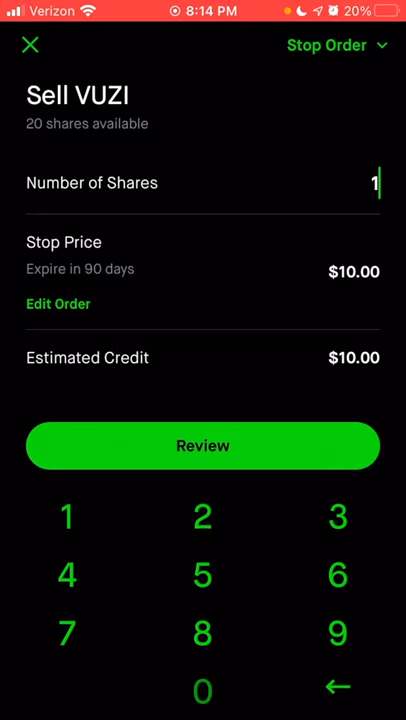 Verizon 8:14 PM 20%
Stop Order
Sell VUZI
20 shares available
Number of Shares 1
Stop Price
Expire in 90 days $10.00
Edit Order
Estimated Credit $10.00
Review
1 2 3
4 5 6
7 8 9
0